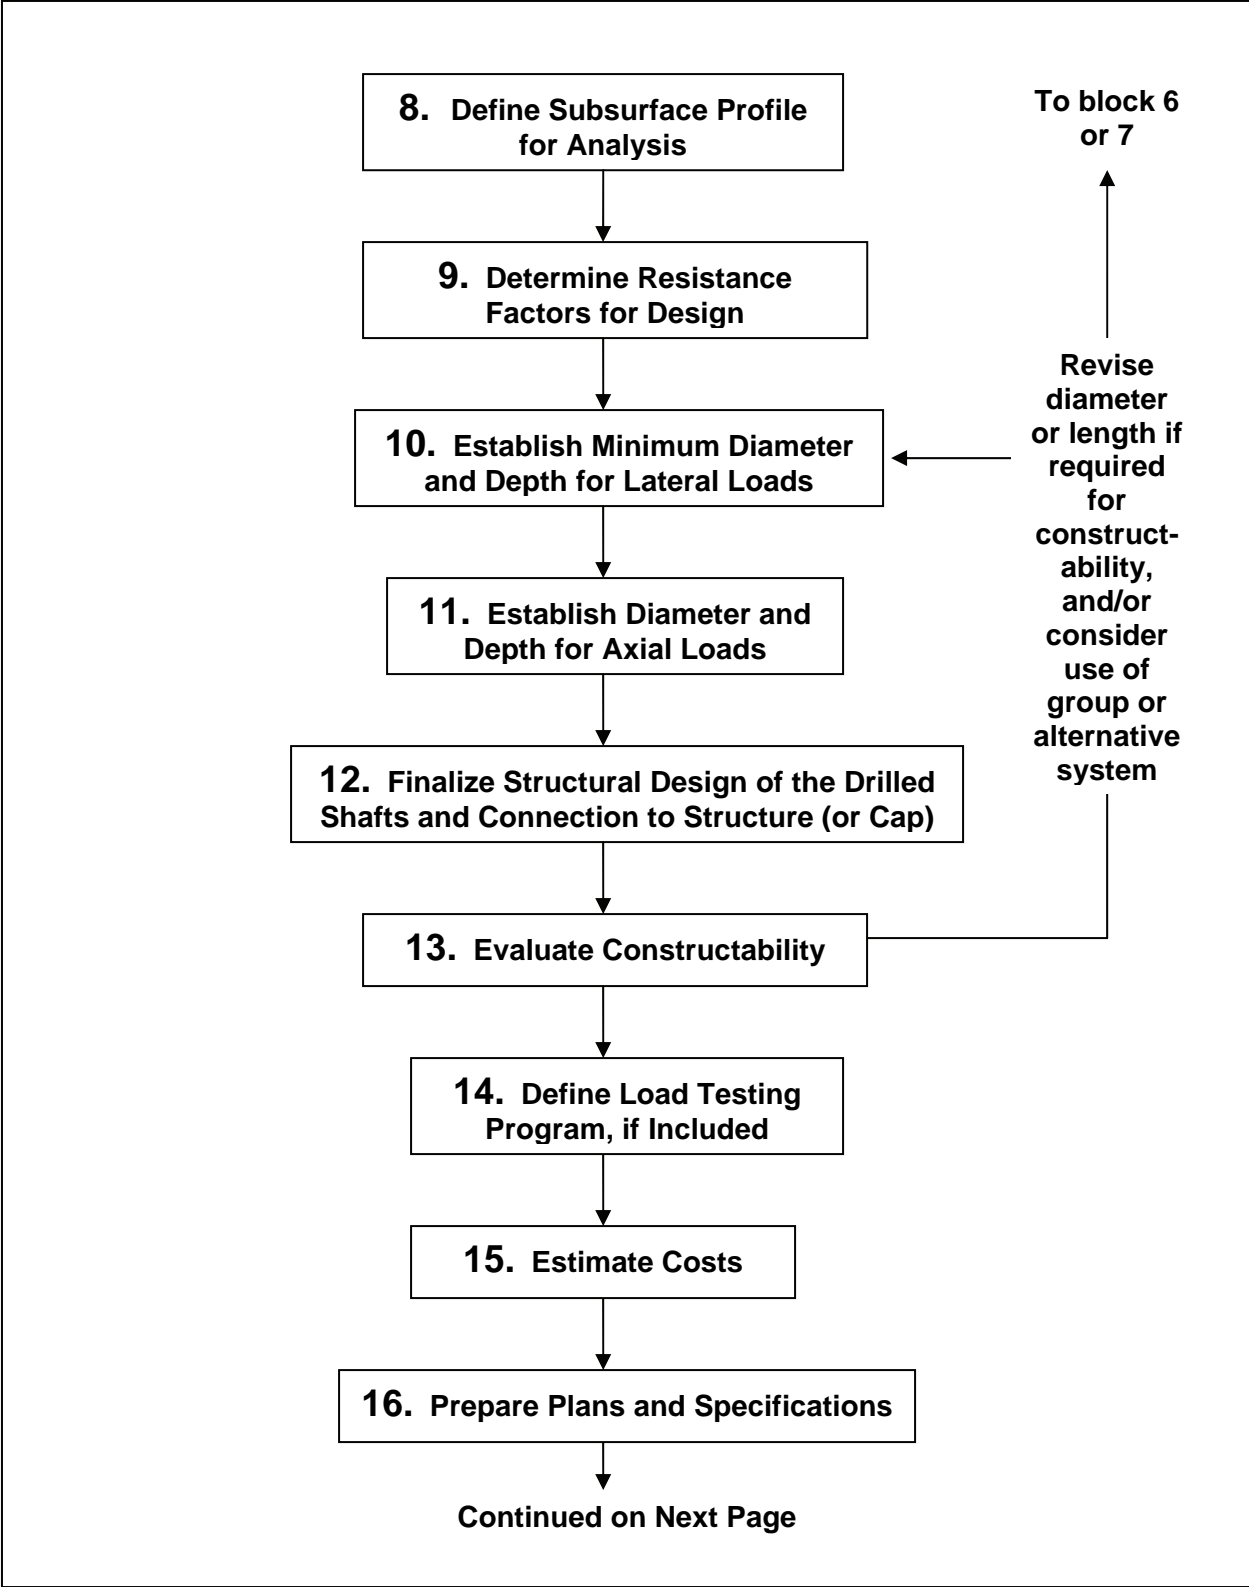 8. Define Subsurface Profile
for Analysis
To block 6
or 7
9. Determine Resistance
Factors for Design
10. Establish Minimum Diameter
and Depth for Lateral Loads
11. Establish Diameter and
Depth for Axial Loads
12. Finalize Structural Design of the Drilled
Shafts and Connection to Structure (or Cap)
Revise
diameter
or length if
required
for
construct-
ability,
and/or
consider
use of
group or
alternative
system
13. Evaluate Constructability
14. Define Load Testing
Program, if Included
15. Estimate Costs
16. Prepare Plans and Specifications
Continued on Next Page